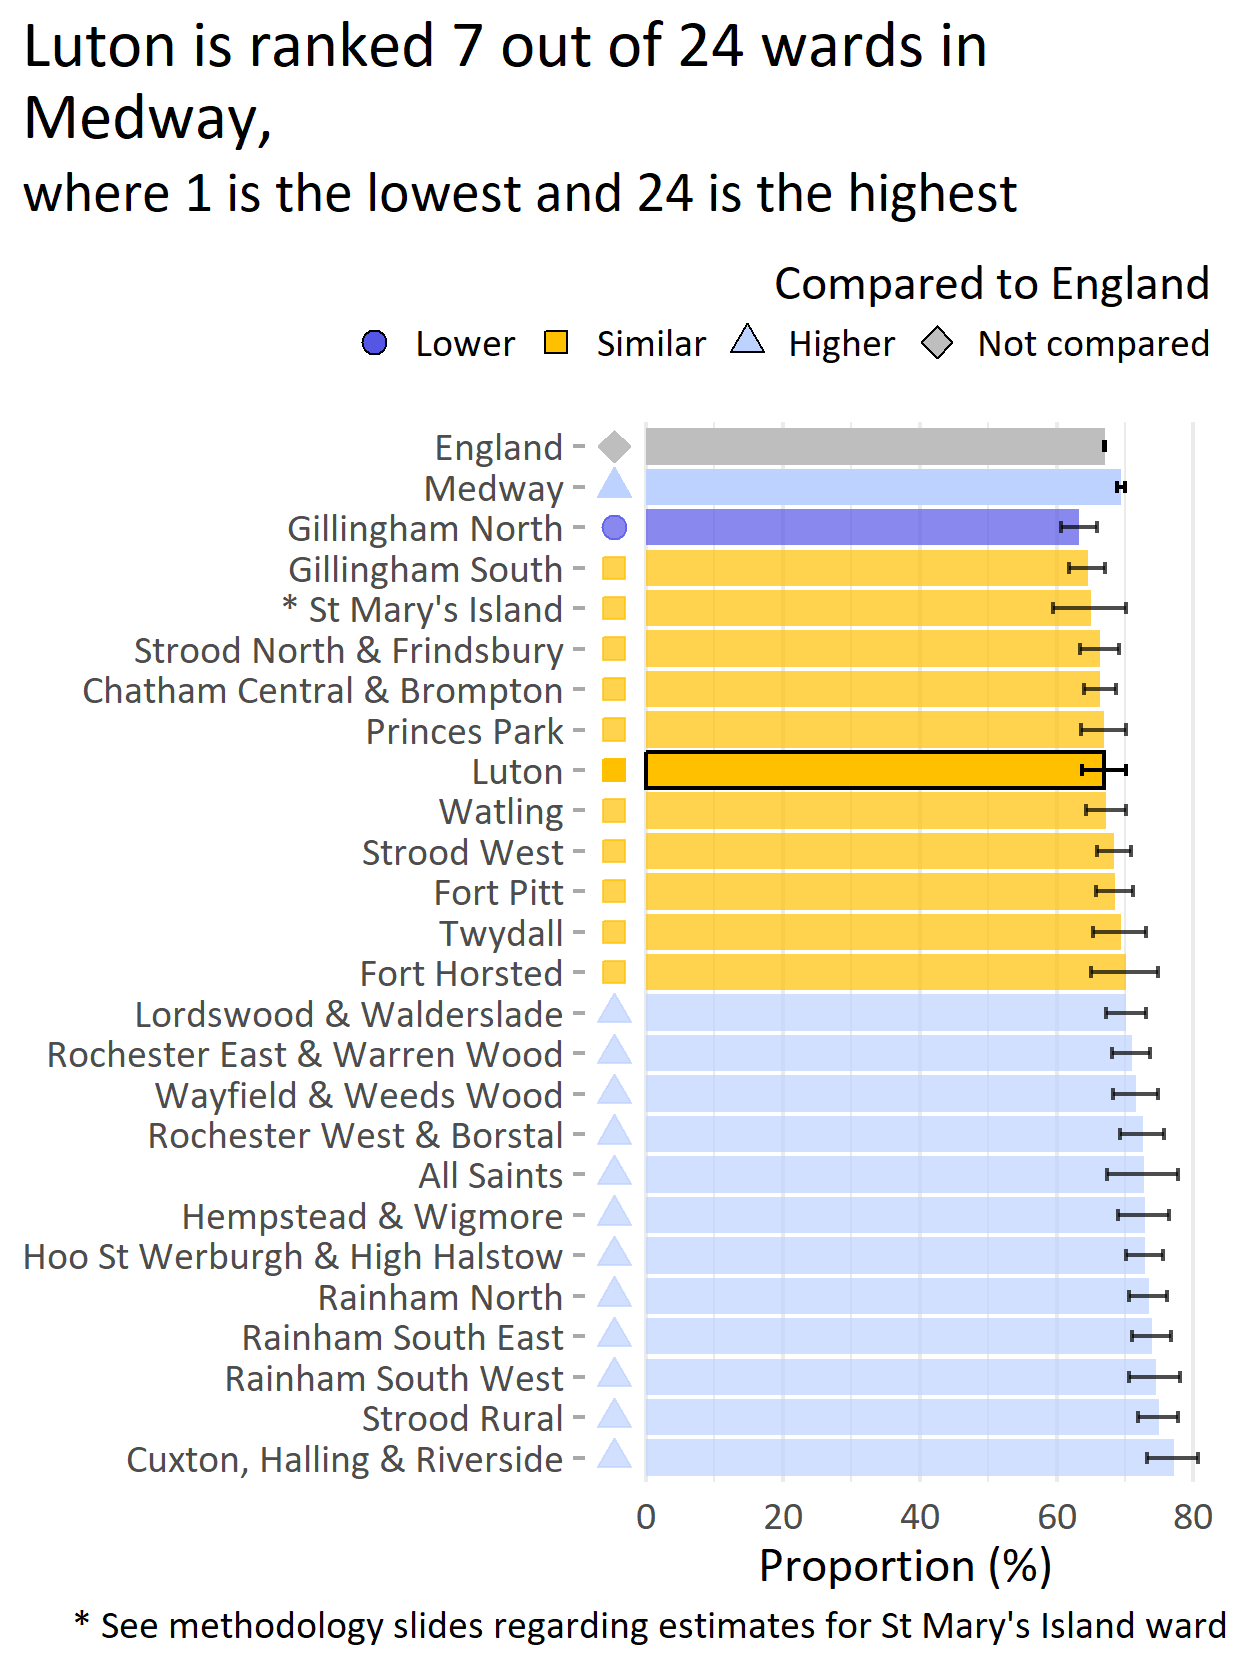 Luton is ranked 7 out of 24 wards in
Medway,
where 1 is the lowest and 24 is the highest
Compared to England
Lower Similar Higher Not compared
England
Medway
Gillingham North
Gillingham South
* St Mary's Island
Strood North & Frindsbury
Chatham Central & Brompton
Princes Park
Luton
Watling
Strood West
Fort Pitt
Twydall
Fort Horsted
Lordswood & Walderslade
Rochester East & Warren Wood
Wayfield & Weeds Wood
Rochester West & Borstal
All Saints
Hempstead & Wigmore
Hoo St Werburgh & High Halstow
Rainham North
Rainham South East
Rainham South West
Strood Rural
Cuxton, Halling & Riverside
0 20 40 60 80
Proportion (%)
* See methodology slides regarding estimates for St Mary's Island ward